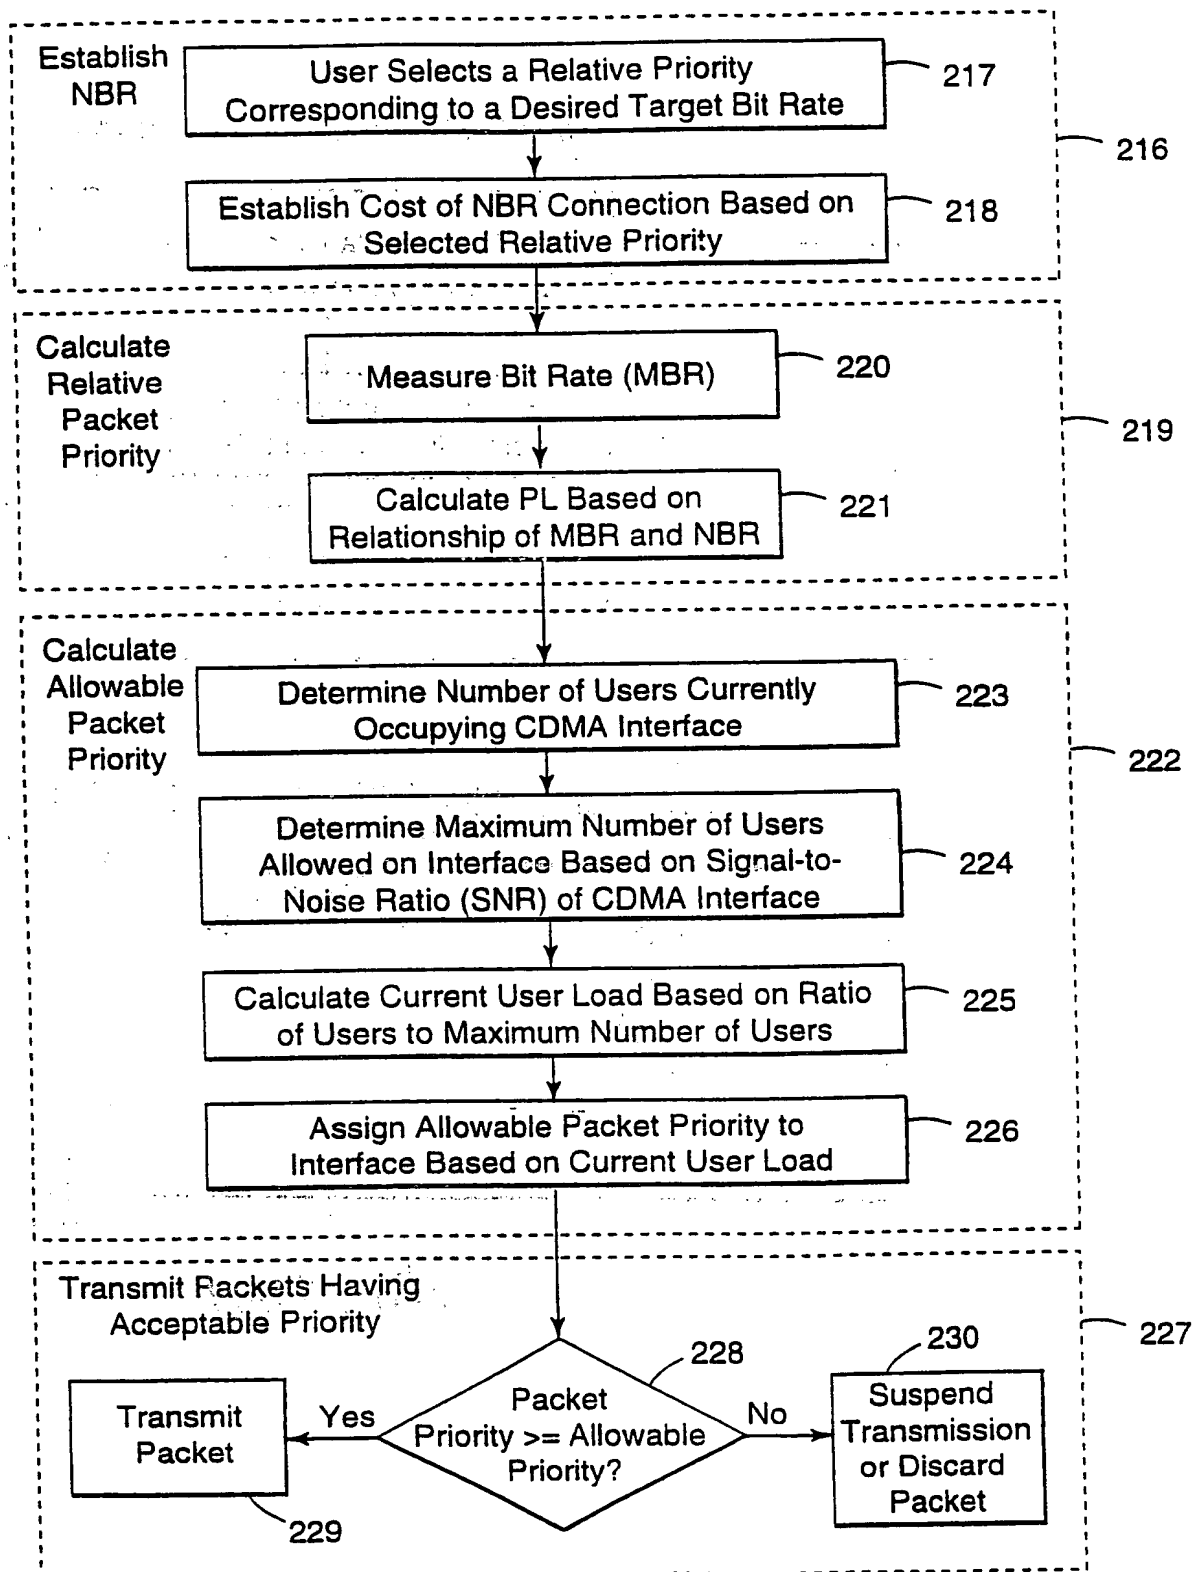 Establish
NBR
User Selects a Relative Priority
Corresponding to a Desired Target Bit Rate
217
216
Establish Cost of NBR Connection Based on
Selected Relative Priority
218
Calculate
Relative
Packet
Priority
Measure Bit Rate (MBR)
220
219
Calculate PL Based on
Relationship of MBR and NBR
221
Calculate
Allowable
Packet
Priority
Determine Number of Users Currently
Occupying CDMA Interface
223
222
Determine Maximum Number of Users
Allowed on Interface Based on Signal-to-
Noise Ratio (SNR) of CDMA Interface
224
Calculate Current User Load Based on Ratio
of Users to Maximum Number of Users
225
Assign Allowable Packet Priority to
Interface Based on Current User Load
226
Transmit Packets Having
Acceptable Priority
227
228
Packet
Priority >= Allowable
Priority?
Yes
Transmit
Packet
229
No
230
Suspend
Transmission
or Discard
Packet